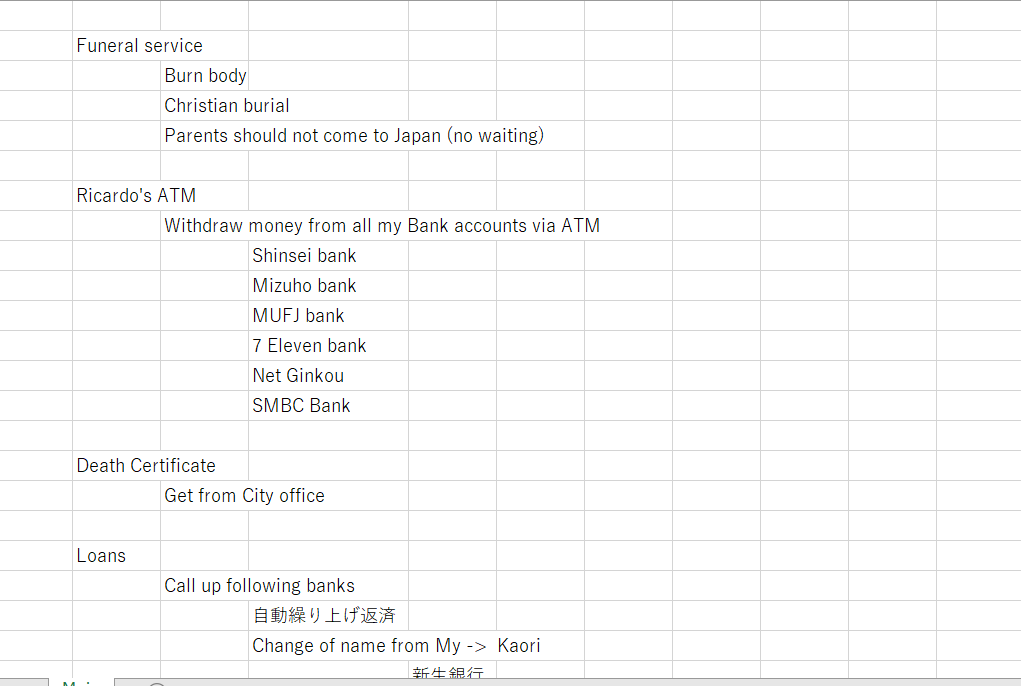 Funeral service
Burn body
Christian burial
Parents should not come to Japan (no waiting)
Ricardo's ATM
Withdraw money from all my Bank accounts via ATM
Shinsei bank
Mizuho bank
MUFJ bank
7 Eleven bank
Net Ginkou
SMBC Bank
Death Certificate
Get from City office
Loans
Call up following banks
自動繰り上げ返済
Change of name from My -> Kaori
新生銀行